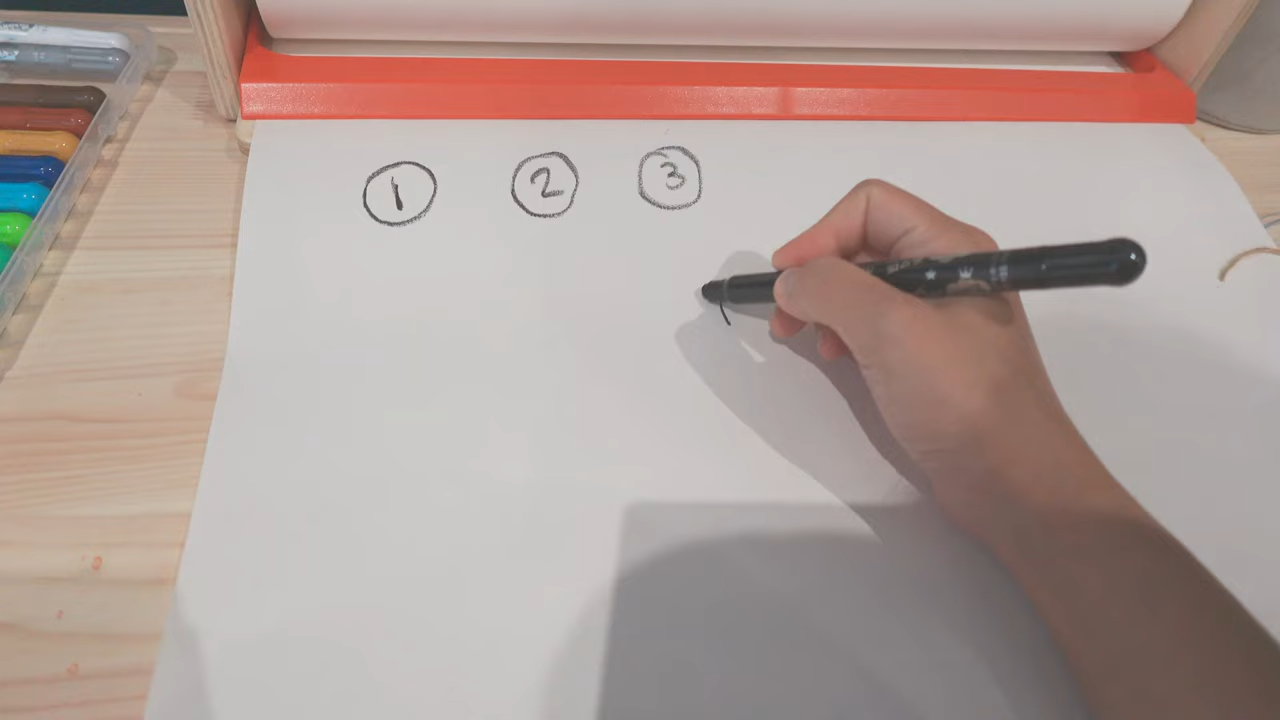 ① ② ③